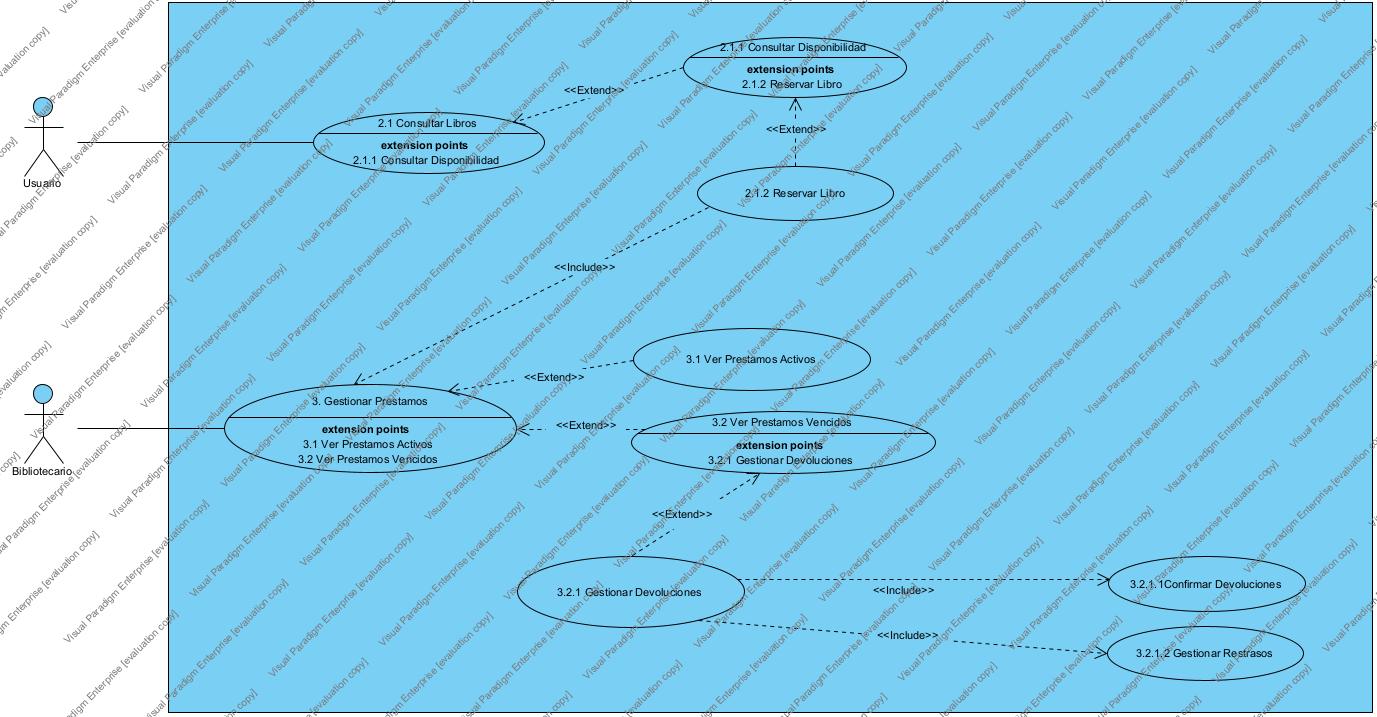 2.1.1 Consultar Disponibilidad
extension points
2.1.2 Reservar Libro
<<Extend>>
2.1 Consultar Libros
extension points
2.1.1 Consultar Disponibilidad
<<Extend>>
Usuario
2.1.2 Reservar Libro
<<Include>>
3.1 Ver Prestamos Activos
<<Extend>>
3. Gestionar Prestamos
extension points
3.1 Ver Prestamos Activos
3.2 Ver Prestamos Vencidos
<<Extend>>
3.2 Ver Prestamos Vencidos
extension points
3.2.1 Gestionar Devoluciones
Bibliotecario
<<Extend>>
3.2.1 Gestionar Devoluciones
<<Include>>
3.2.1.1Confirmar Devoluciones
<<Include>>
3.2.1.2 Gestionar Restrasos
Visual Paradigm Enterprise [evaluation copy]